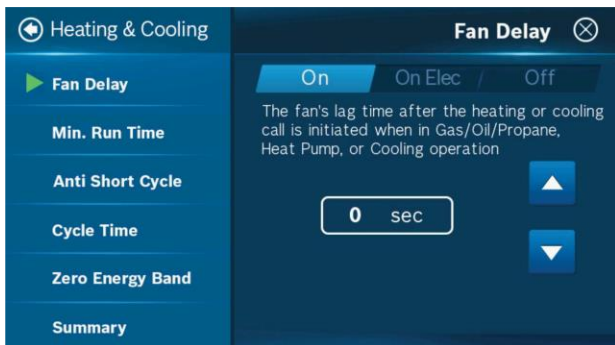 Heating & Cooling
Fan Delay
Min. Run Time
Anti Short Cycle
Cycle Time
Zero Energy Band
Summary
Fan Delay
On / On Elec / Off
The fan's lag time after the heating or cooling
call is initiated when in Gas/Oil/Propane,
Heat Pump, or Cooling operation
0 sec